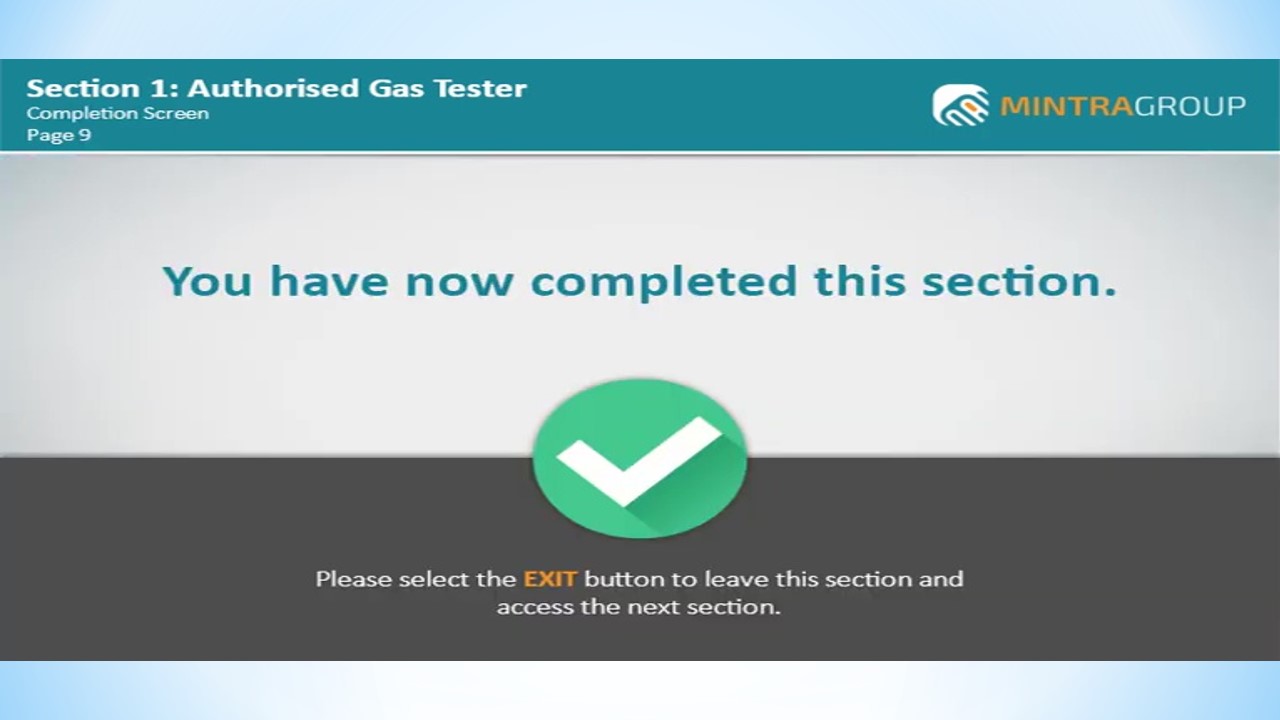 Section 1: Authorised Gas Tester
Completion Screen
Page 9
MINTRAGROUP
You have now completed this section.
Please select the EXIT button to leave this section and
access the next section.